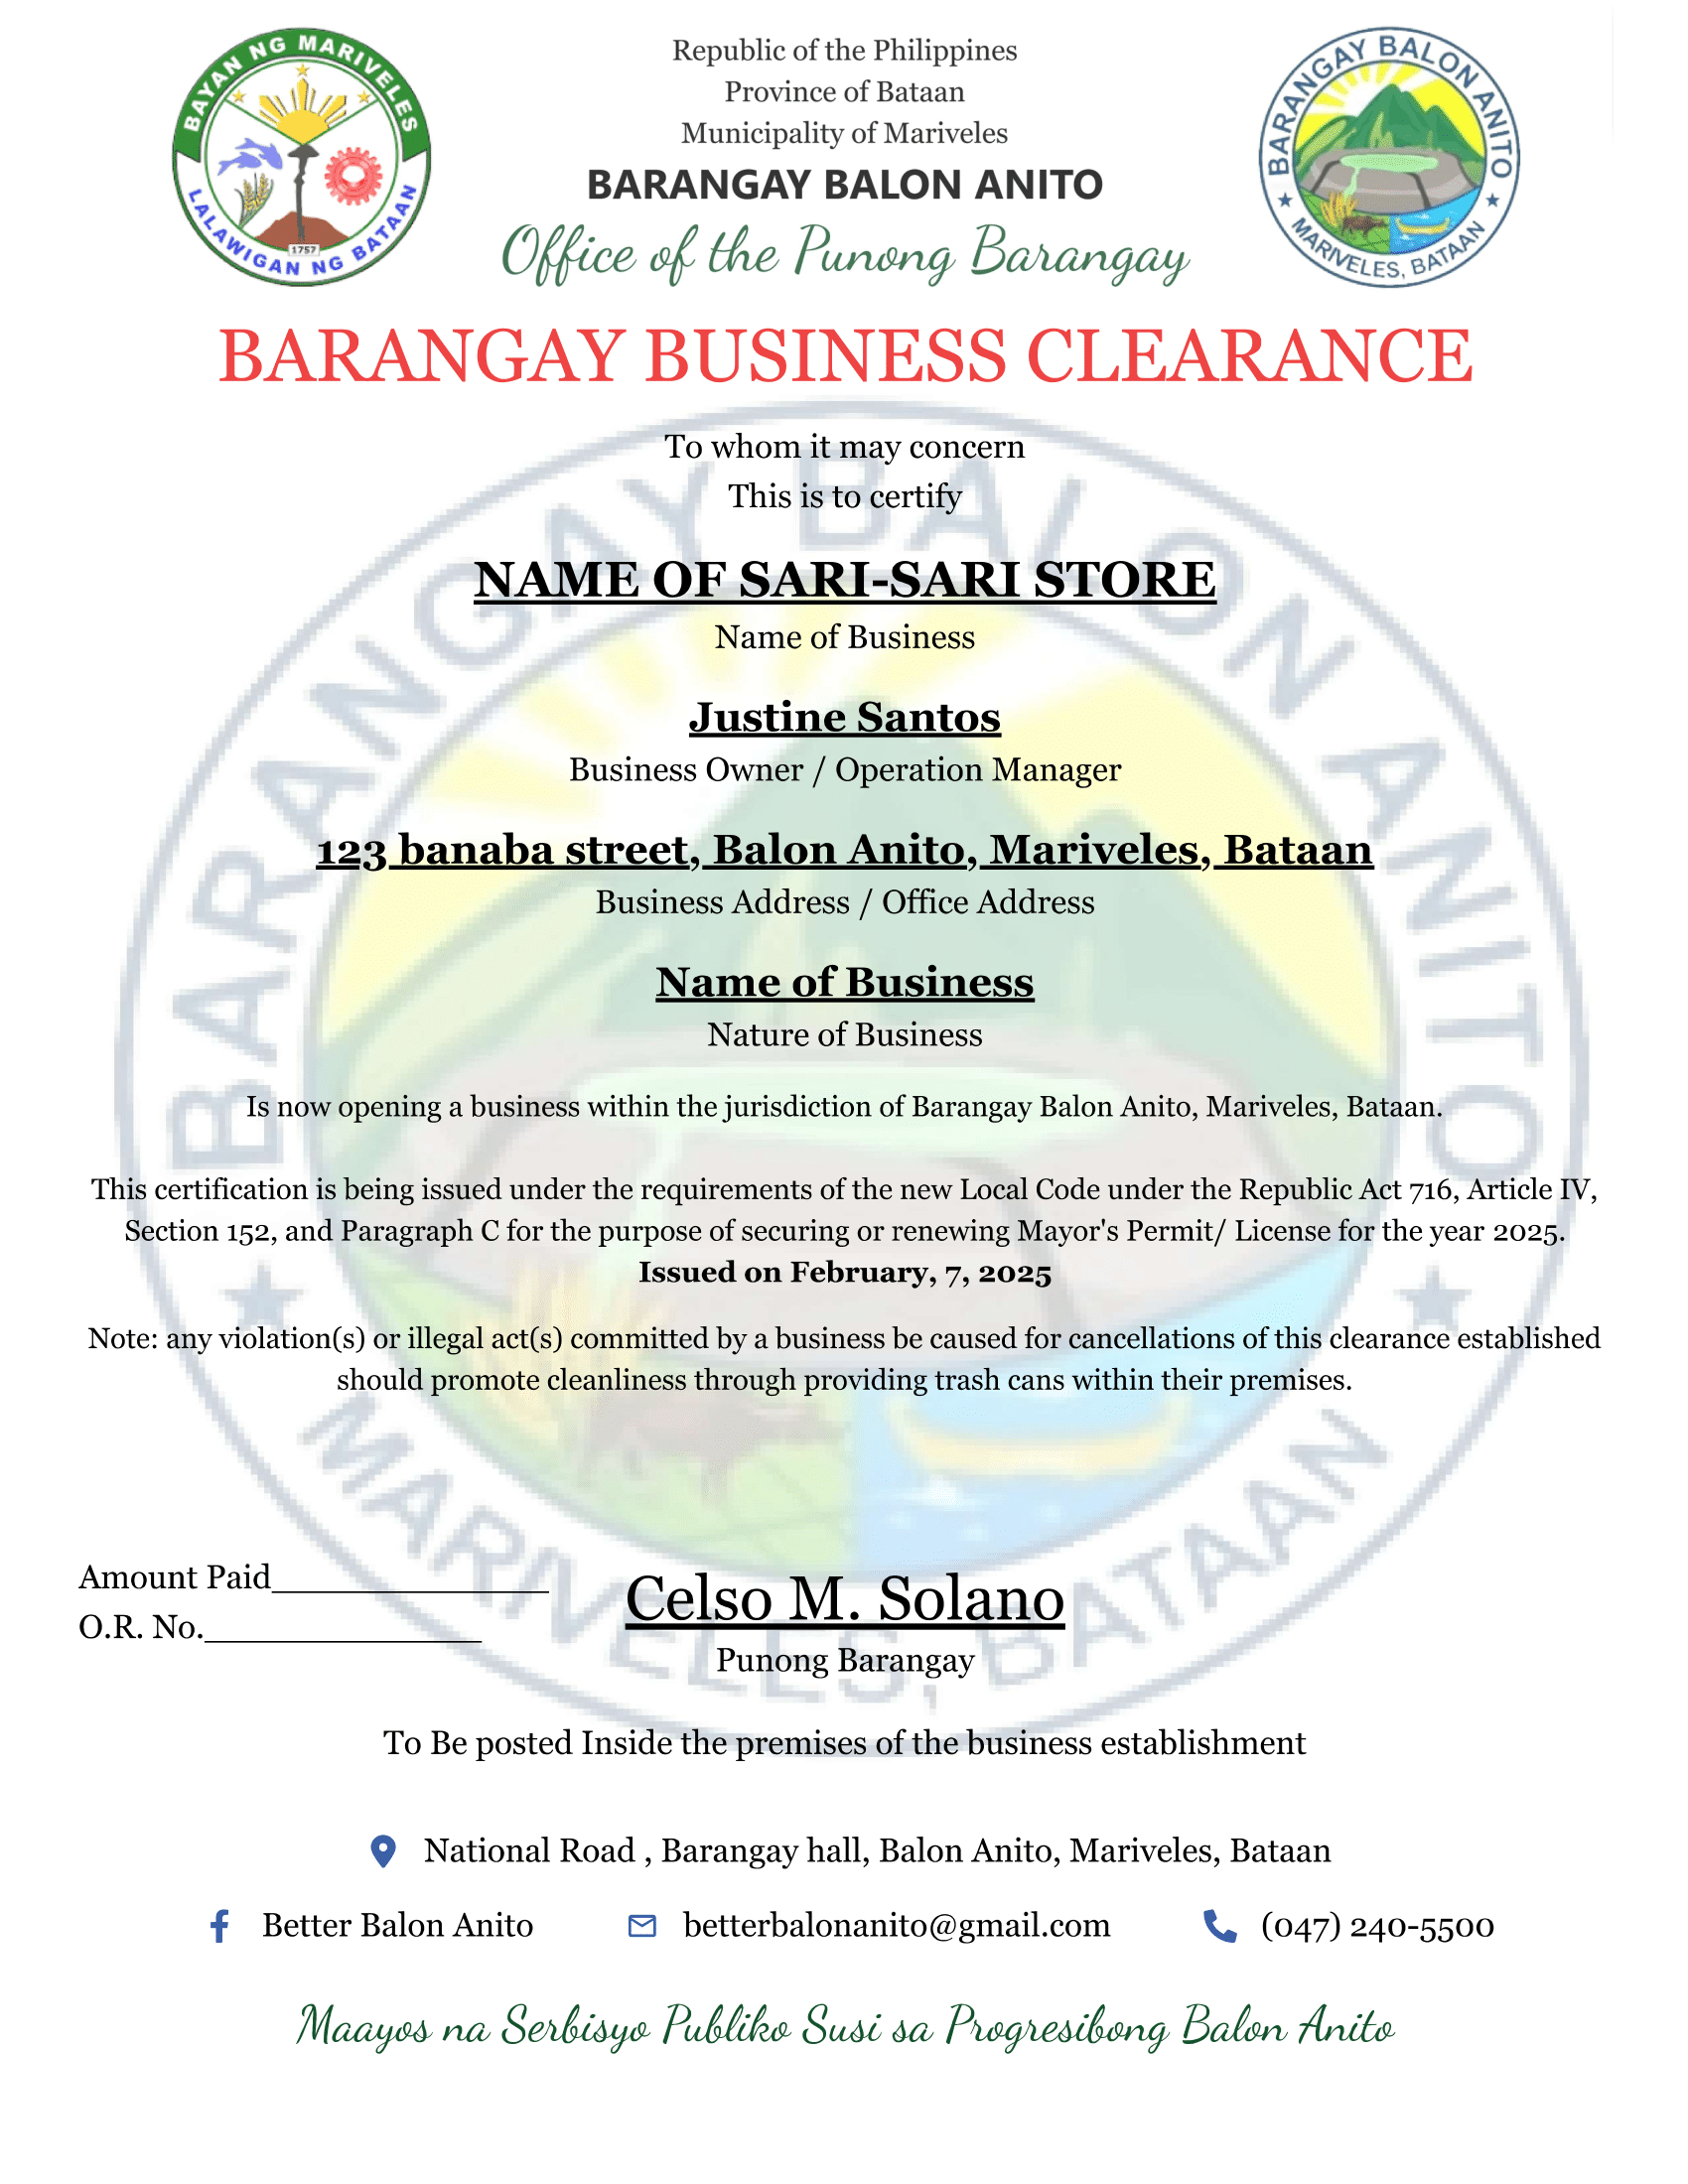 BAYAN NG MARIVELES
1757
LALAWIGAN NG BATAAN
Republic of the Philippines
Province of Bataan
Municipality of Mariveles
BARANGAY BALON ANITO
Office of the Punong Barangay
BARANGAY BALON ANITO
MARIVELES, BATAAN
BARANGAY BUSINESS CLEARANCE
BARANGAY BALON ANITO
MARIVELES, BATAAN
To whom it may concern
This is to certify
NAME OF SARI-SARI STORE
Name of Business
Justine Santos
Business Owner / Operation Manager
123 banaba street, Balon Anito, Mariveles, Bataan
Business Address / Office Address
Name of Business
Nature of Business
Is now opening a business within the jurisdiction of Barangay Balon Anito, Mariveles, Bataan.
This certification is being issued under the requirements of the new Local Code under the Republic Act 716, Article IV,
Section 152, and Paragraph C for the purpose of securing or renewing Mayor's Permit/ License for the year 2025.
Issued on February, 7, 2025
Note: any violation(s) or illegal act(s) committed by a business be caused for cancellations of this clearance established
should promote cleanliness through providing trash cans within their premises.
Amount Paid_______________
O.R. No._______________
Celso M. Solano
Punong Barangay
To Be posted Inside the premises of the business establishment
National Road , Barangay hall, Balon Anito, Mariveles, Bataan
Better Balon Anito betterbalonanito@gmail.com (047) 240-5500
Maayos na Serbisyo Publiko Susi sa Progresibong Balon Anito